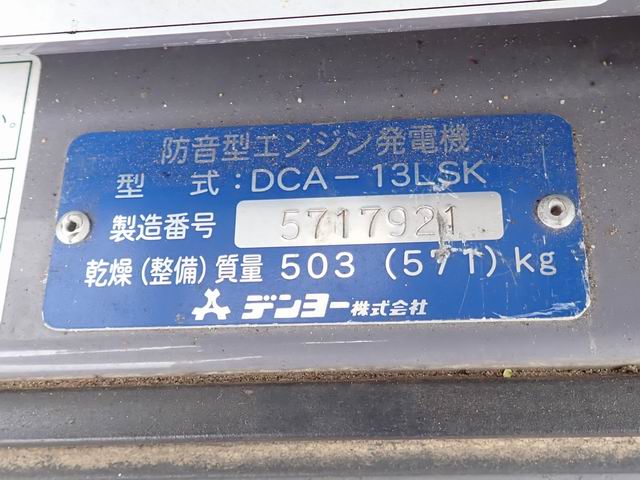 防音型エンジン発電機
型 式:DCA-13LSK
製造番号 5717921
乾燥(整備)質量 503 (571)kg
デンヨー株式会社